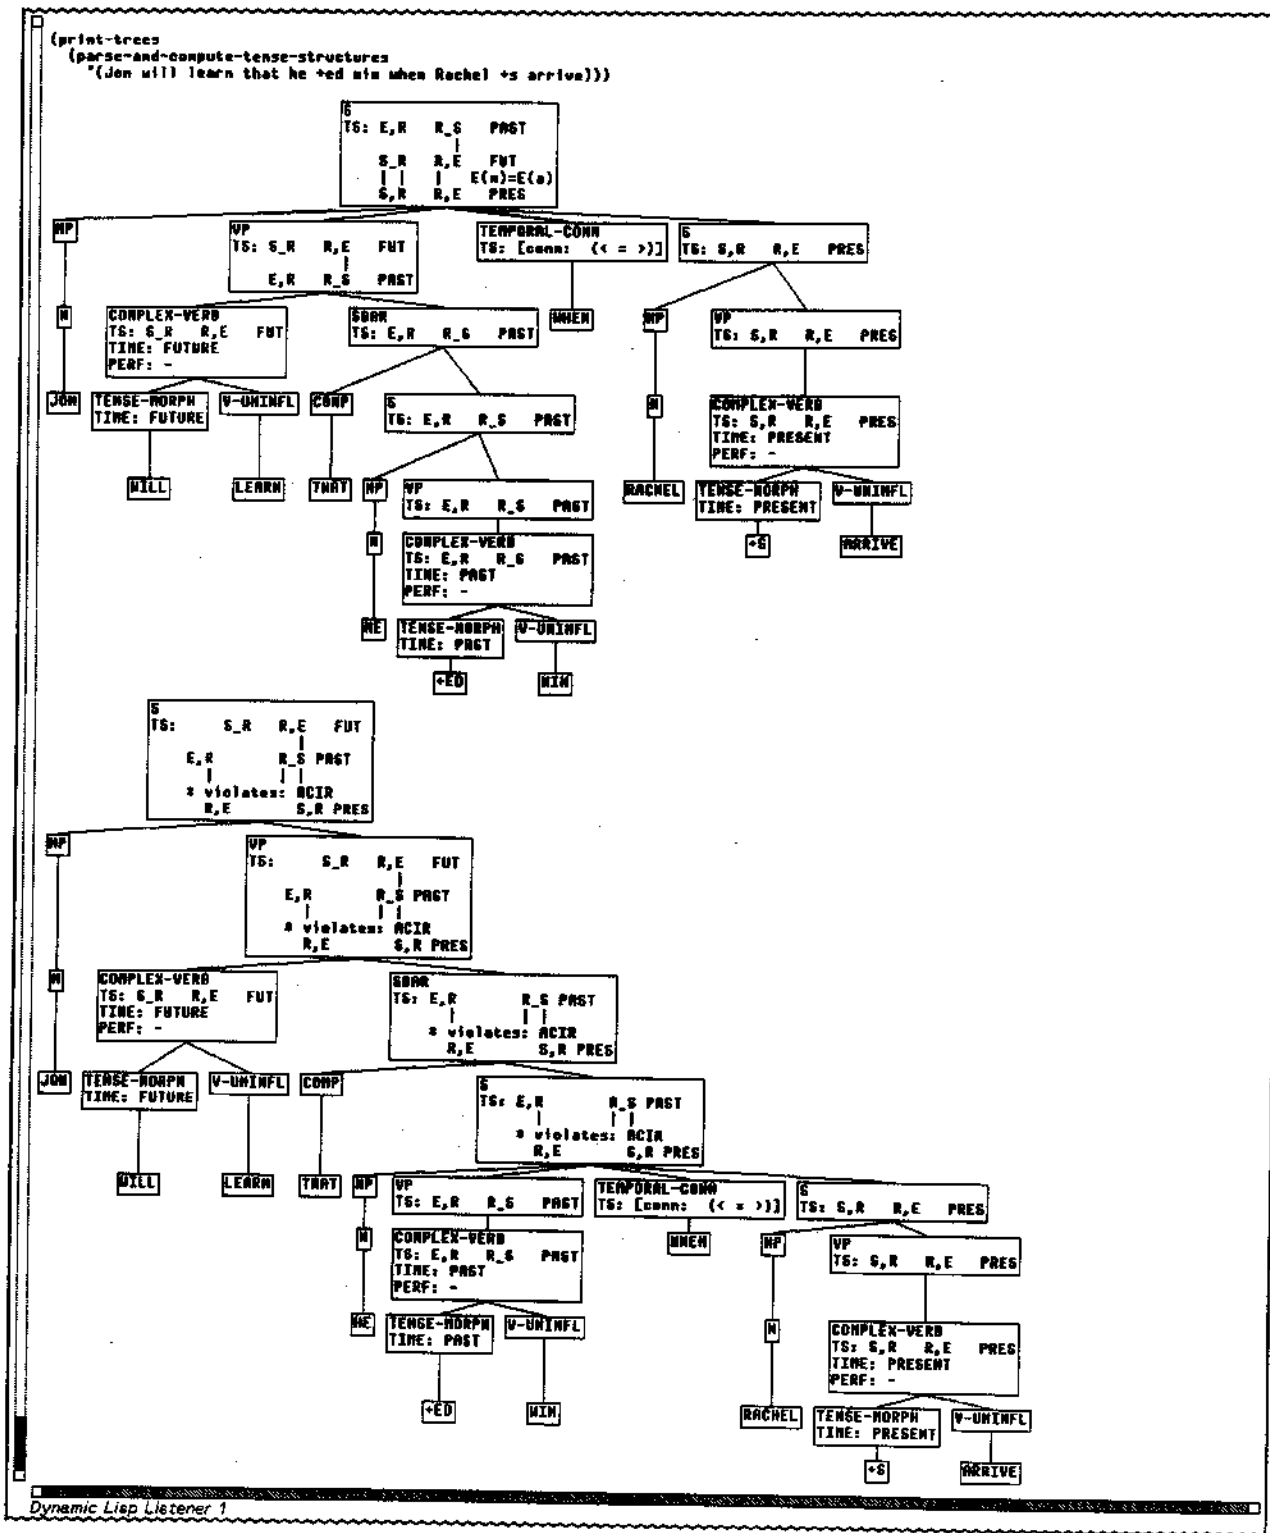 (print-trees
(parse-and-compute-tense-structures
'(Jon will learn that he +ed win when Rachel +s arrive)))
S
TS: E,R R_S PAST
S_R R,E FUT
E(m)=E(a)
S,R R,E PRES
NP
VP
TS: S_R R,E FUT
E,R R_S PAST
TEMPORAL-CONN
TS: [conn: (< = >)]
S
TS: S,R R,E PRES
N
COMPLEX-VERB
TS: S_R R,E FUT
TIME: FUTURE
PERF: -
SBAR
TS: E,R R_S PAST
WHEN
NP
VP
TS: S,R R,E PRES
JON
TENSE-MORPH
TIME: FUTURE
V-UNINFL
COMP
S
TS: E,R R_S PAST
N
COMPLEX-VERB
TS: S,R R,E PRES
TIME: PRESENT
PERF: -
WILL
LEARN
THAT
NP
VP
TS: E,R R_S PAST
RACHEL
TENSE-MORPH
TIME: PRESENT
V-UNINFL
N
COMPLEX-VERB
TS: E,R R_S PAST
TIME: PAST
PERF: -
+S
ARRIVE
HE
TENSE-MORPH
TIME: PAST
V-UNINFL
+ED
WIN
S
TS: S_R R,E FUT
E,R R_S PAST
* violates: ACIR
R,E S,R PRES
NP
VP
TS: S_R R,E FUT
E,R R_S PAST
* violates: ACIR
R,E S,R PRES
N
COMPLEX-VERB
TS: S_R R,E FUT
TIME: FUTURE
PERF: -
SBAR
TS: E,R R_S PAST
* violates: ACIR
R,E S,R PRES
JON
TENSE-MORPH
TIME: FUTURE
V-UNINFL
COMP
S
TS: E,R R_S PAST
* violates: ACIR
R,E S,R PRES
WILL
LEARN
THAT
NP
VP
TS: E,R R_S PAST
TEMPORAL-CONN
TS: [conn: (< = >)]
S
TS: S,R R,E PRES
N
COMPLEX-VERB
TS: E,R R_S PAST
TIME: PAST
PERF: -
WHEN
NP
VP
TS: S,R R,E PRES
HE
TENSE-MORPH
TIME: PAST
V-UNINFL
N
COMPLEX-VERB
TS: S,R R,E PRES
TIME: PRESENT
PERF: -
+ED
WIN
RACHEL
TENSE-MORPH
TIME: PRESENT
V-UNINFL
+S
ARRIVE
Dynamic Lisp Listener 1